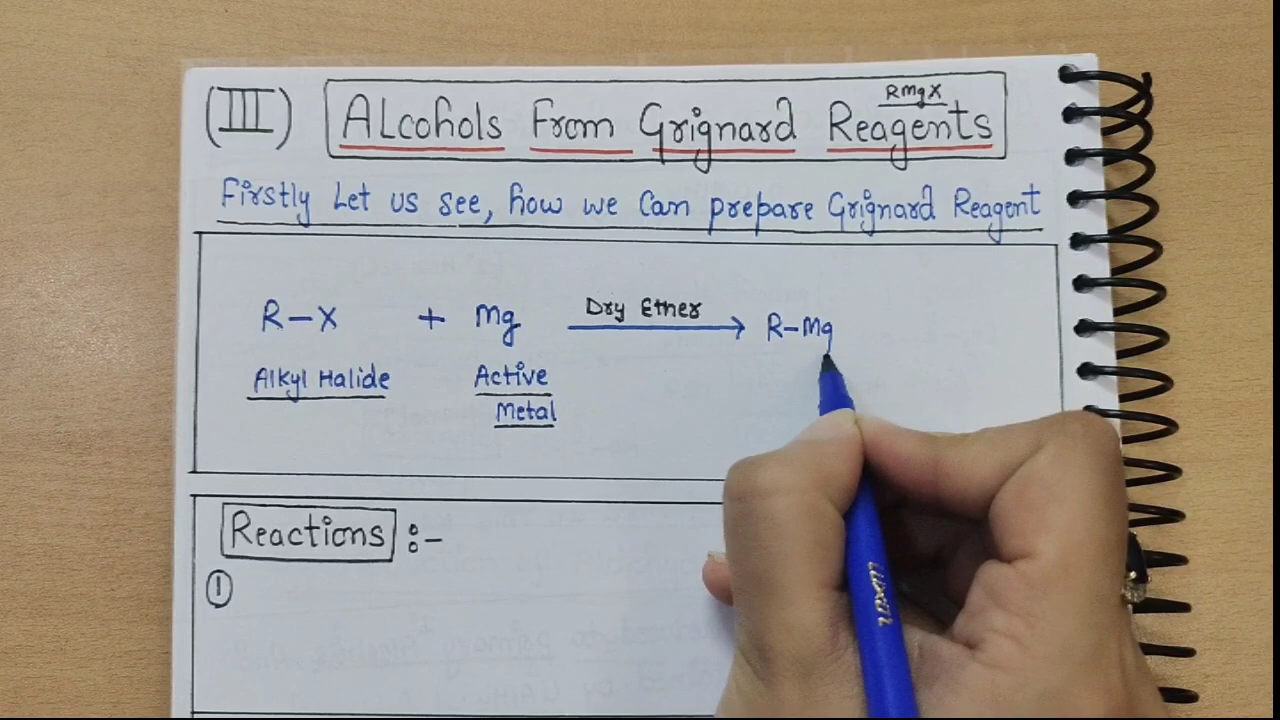 (III) Alcohols From Grignard Reagents
RMgX
Firstly Let us see, how we Can prepare Grignard Reagent
R-X + Mg Dry Ether R-Mg
Alkyl Halide Active
Metal
Reactions :-
1